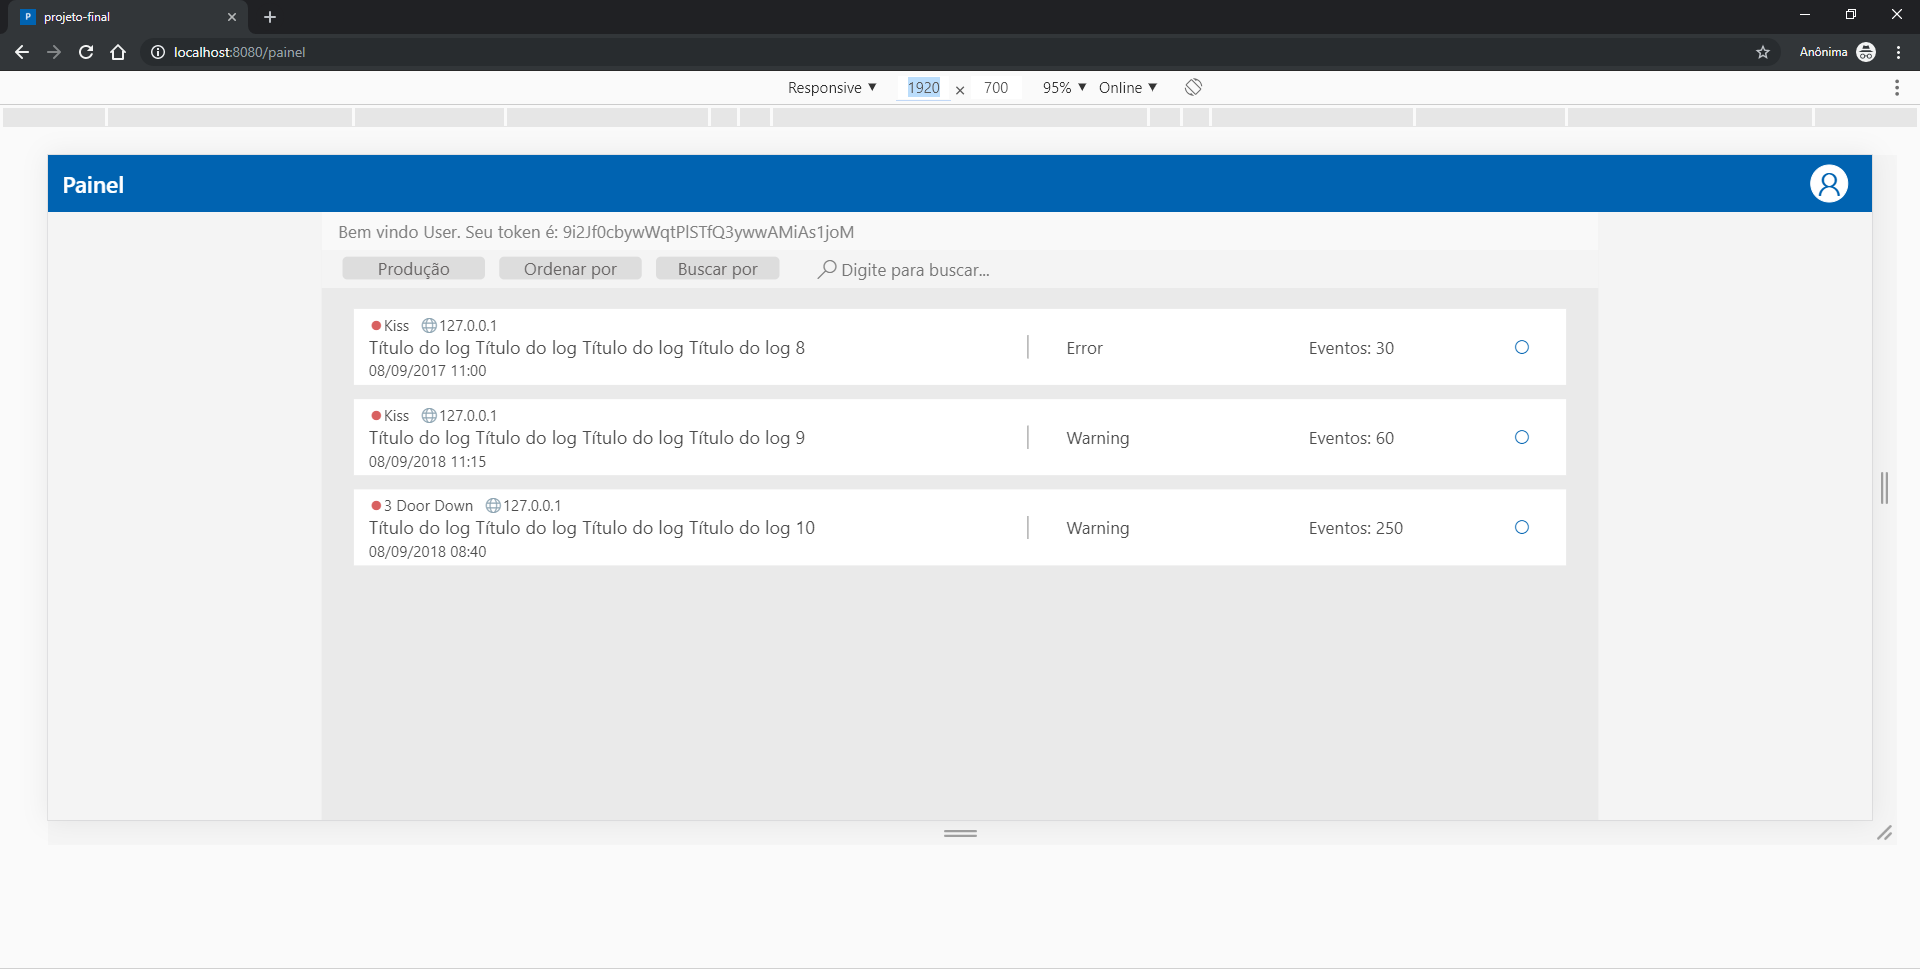 P projeto-final
localhost:8080/painel
Anônima
Responsive 1920 × 700 95% Online
Painel
Bem vindo User. Seu token é: 9i2Jf0cbywWqtPlSTfQ3ywwAMiAs1joM
Produção Ordenar por Buscar por Digite para buscar...
Kiss 127.0.0.1
Título do log Título do log Título do log Título do log 8 Error Eventos: 30
08/09/2017 11:00
Kiss 127.0.0.1
Título do log Título do log Título do log Título do log 9 Warning Eventos: 60
08/09/2018 11:15
3 Door Down 127.0.0.1
Título do log Título do log Título do log Título do log 10 Warning Eventos: 250
08/09/2018 08:40